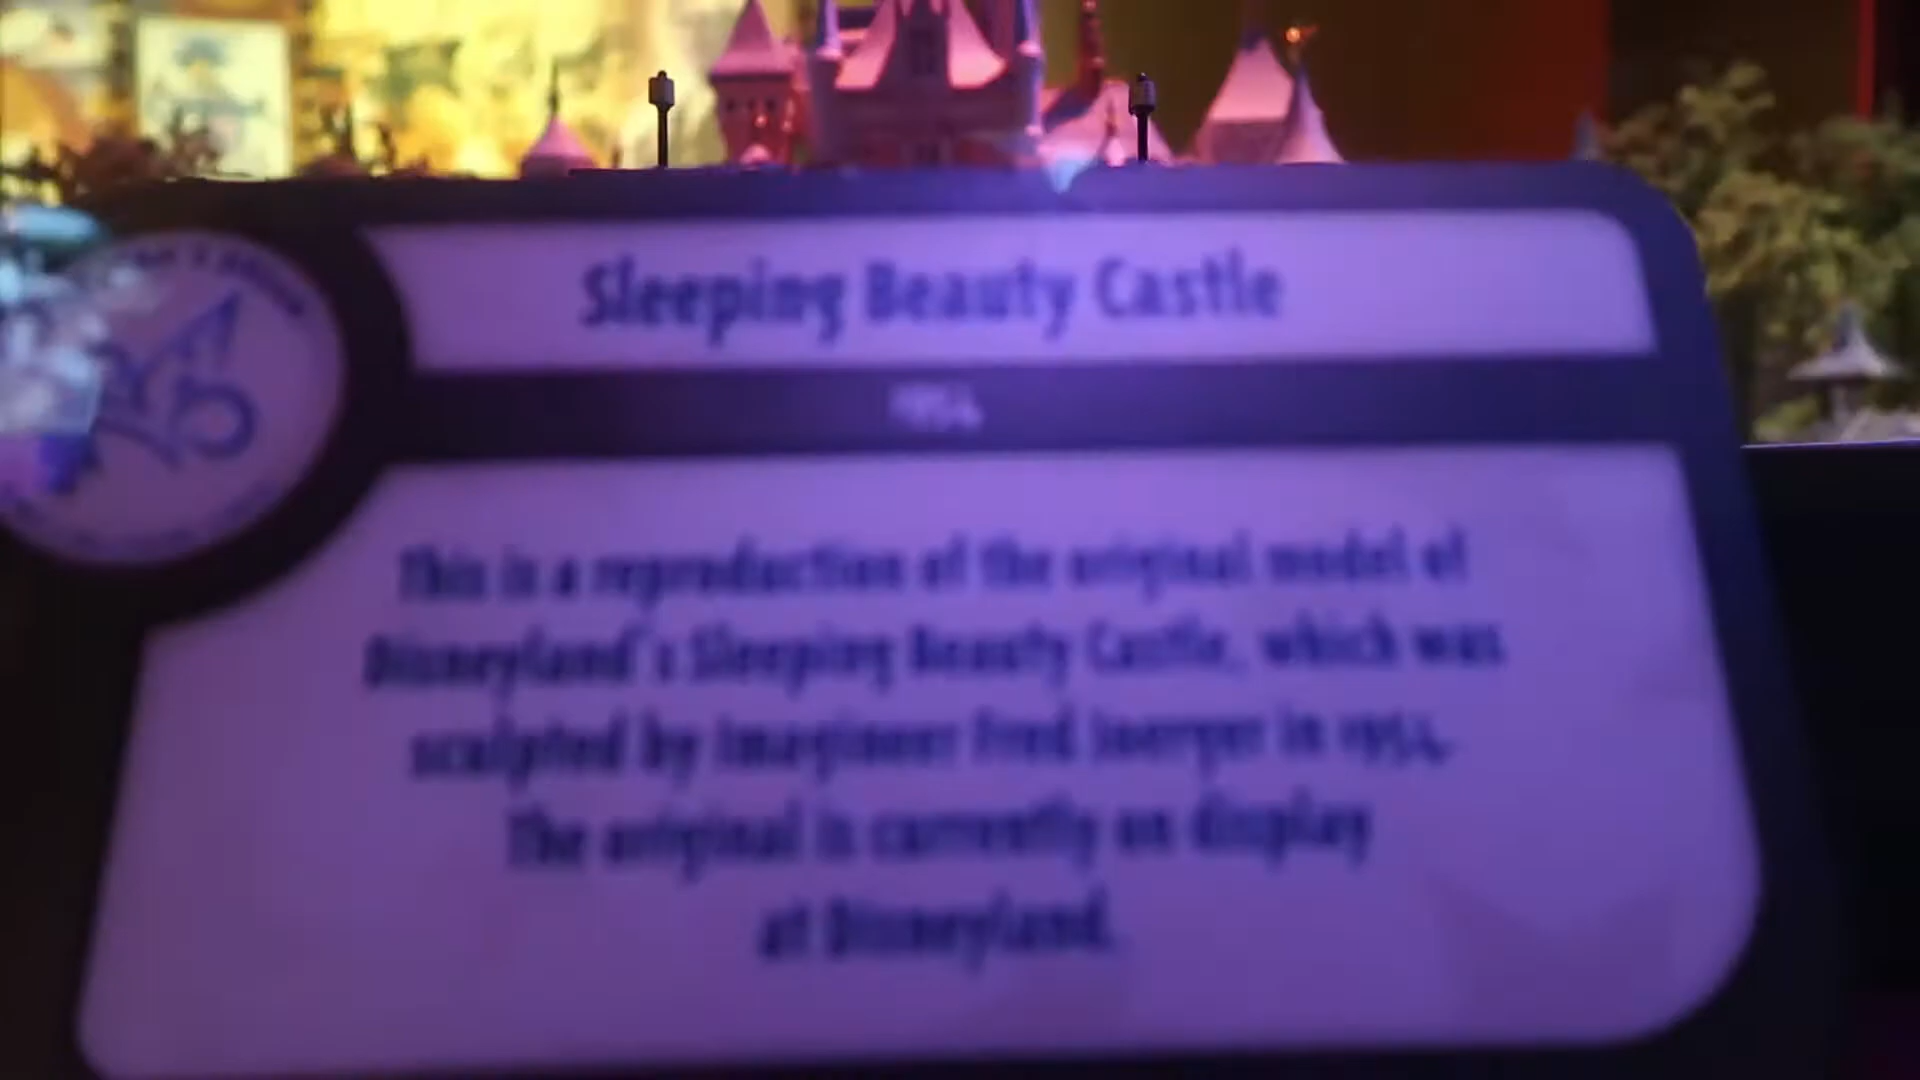 Sleeping Beauty Castle
1954
This is a reproduction of the original model of
Disneyland's Sleeping Beauty Castle, which was
sculpted by Imagineer Fred Joerger in 1954.
The original is currently on display
at Disneyland.